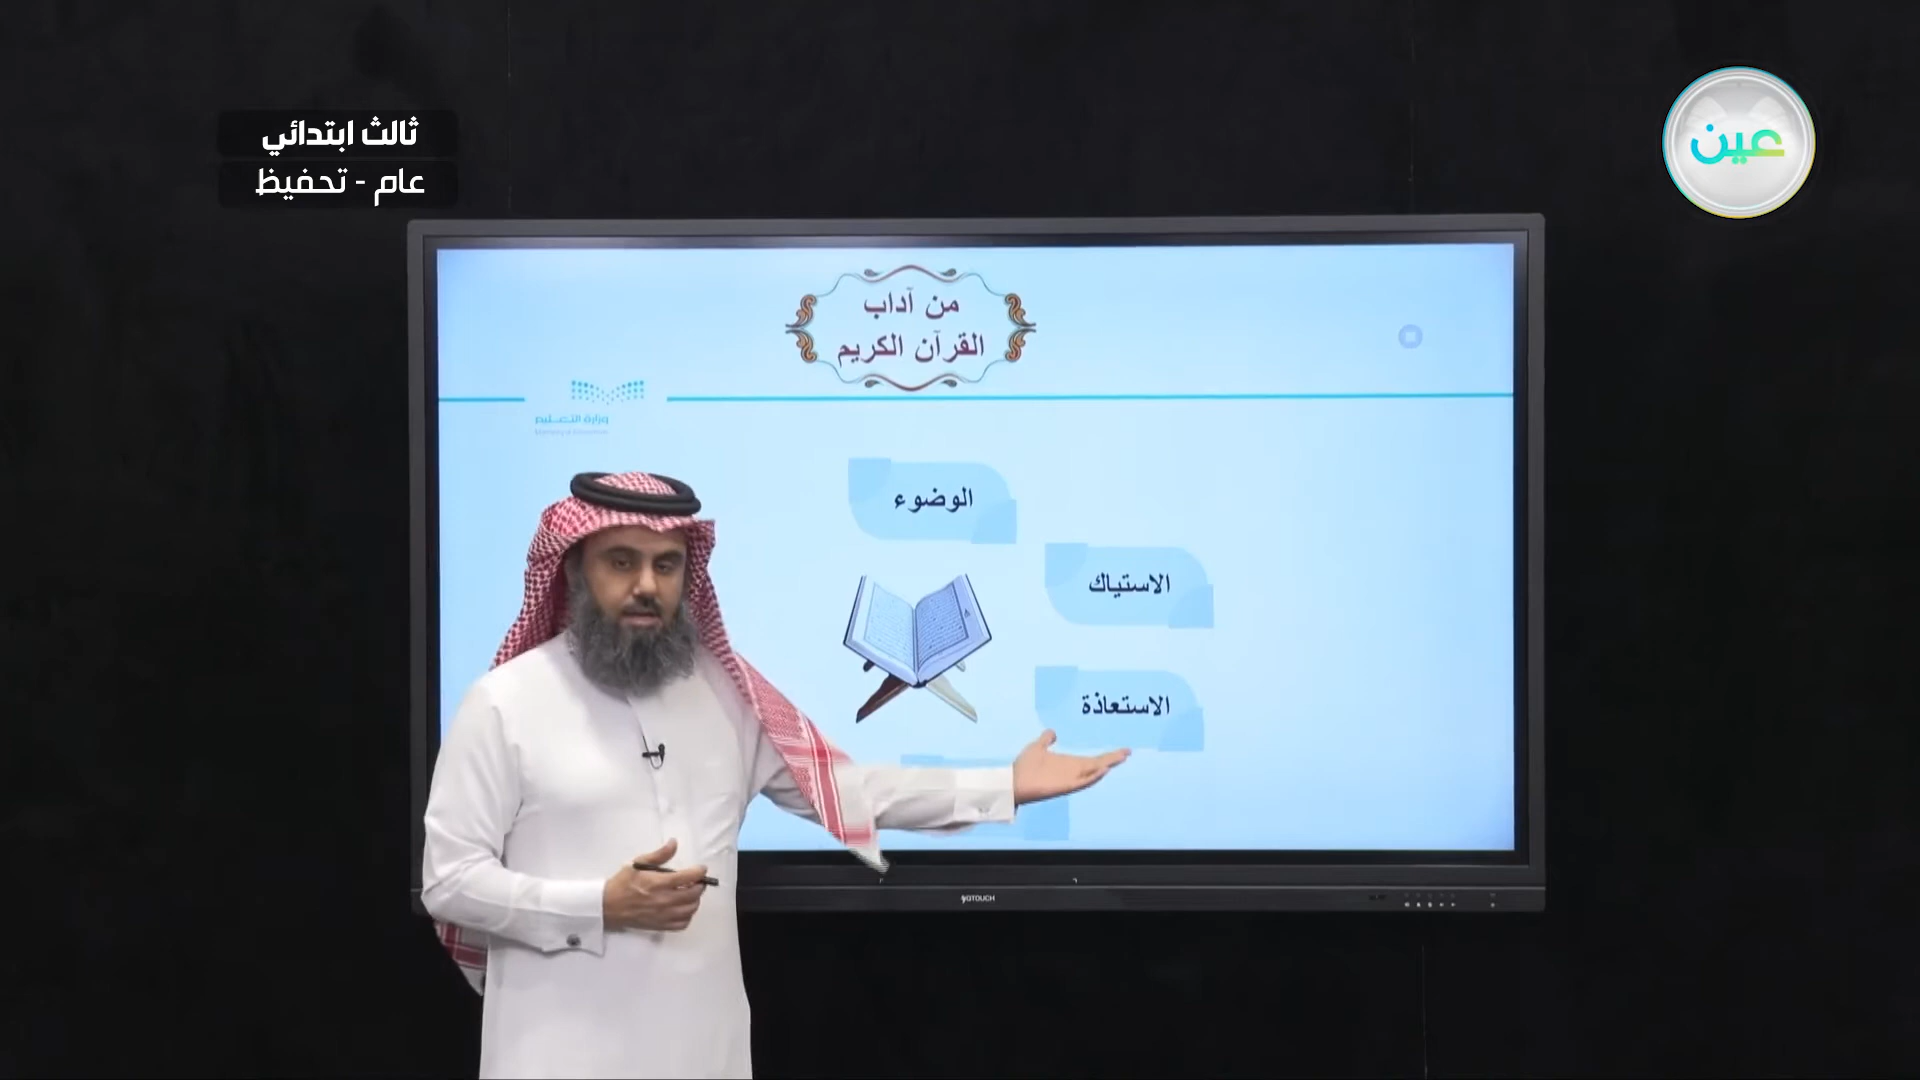 ثالث ابتدائي
عام - تحفيظ
عين
من آداب
القرآن الكريم
وزارة التعليم
الوضوء
الاستياك
الاستعاذة